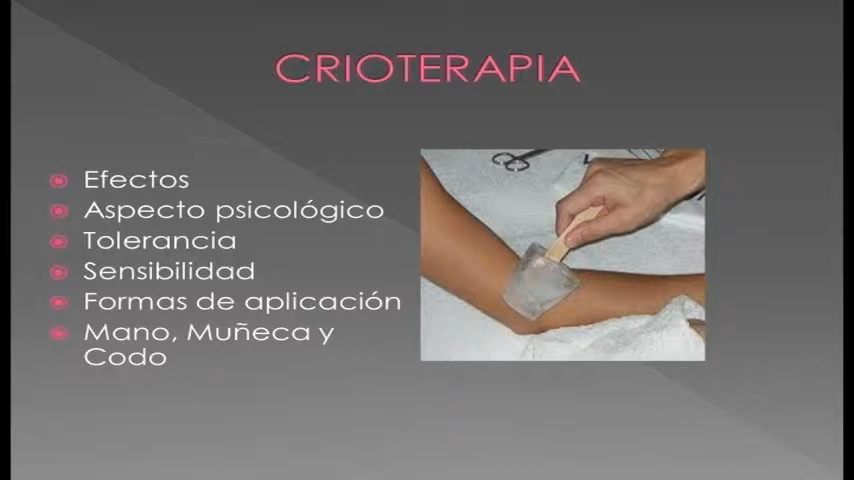 CRIOTERAPIA
Efectos
Aspecto psicológico
Tolerancia
Sensibilidad
Formas de aplicación
Mano, Muñeca y
Codo